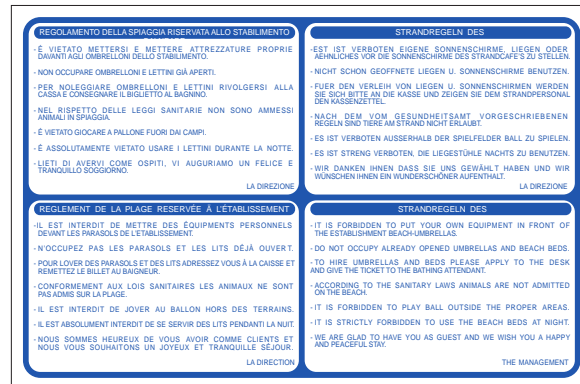 REGOLAMENTO DELLA SPIAGGIA RISERVATA ALLO STABILIMENTO
- É VIETATO METTERSI E METTERE ATTREZZATURE PROPRIE
DAVANTI AGLI OMBRELLONI DELLO STABILIMENTO.
- NON OCCUPARE OMBRELLONI E LETTINI GIÀ APERTI.
- PER NOLEGGIARE OMBRELLONI E LETTINI RIVOLGERSI ALLA
CASSA E CONSEGNARE IL BIGLIETTO AL BAGNINO.
- NEL RISPETTO DELLE LEGGI SANITARIE NON SONO AMMESSI
ANIMALI IN SPIAGGIA.
- É VIETATO GIOCARE A PALLONE FUORI DAI CAMPI.
- É ASSOLUTAMENTE VIETATO USARE I LETTINI DURANTE LA NOTTE.
- LIETI DI AVERVI COME OSPITI, VI AUGURIAMO UN FELICE E
TRANQUILLO SOGGIORNO.
LA DIREZIONE
STRANDREGELN DES
-EST IST VERBOTEN EIGENE SONNENSCHIRME, LIEGEN ODER
AEHNLICHES VOR DIE SONNENSCHIRME DES STRANDCAFE'S ZU STELLEN.
- NICHT SCHON GEOFFNETE LIEGEN U. SONNENSCHIRME BENUTZEN.
- FUER DEN VERLEIH VON LIEGEN U. SONNENSCHIRMEN WERDEN
SIE SICH BITTE AN DIE KASSE UND ZEIGEN SIE DEM STRANDPERSONAL
DEN KASSENZETTEL.
- NACH DEM VOM GESUNDHEITSAMT VORGESCHRIEBENEN
REGELN SIND TIERE AM STRAND NICHT ERLAUBT.
- ES IST VERBOTEN AUSSERHALB DER SPIELFELDER BALL ZU SPIELEN.
- ES IST STRENG VERBOTEN, DIE LIEGESTÜHLE NACHTS ZU BENUTZEN.
- WIR DANKEN IHNEN DASS SIE UNS GEWÄHLT HABEN UND WIR
WÜNSCHEN IHNEN EIN WUNDERSCHÖNER AUFENTHALT.
LA DIREZIONE
REGLEMENT DE LA PLAGE RESERVÉE À L'ÉTABLISSEMENT
-IL EST INTERDIT DE METTRE DES ÉQUIPMENTS PERSONNELS
DEVANT LES PARASOLS DE L'ETABLISSEMENT.
- N'OCCUPEZ PAS LES PARASOLS ET LES LITS DÉJÀ OUVERT.
- POUR LOVER DES PARASOLS ET DES LITS ADRESSEZ VOUS À LA CAISSE ET
REMETTEZ LE BILLET AU BAIGNEUR.
- CONFORMEMENT AUX LOIS SANITAIRES LES ANIMAUX NE SONT
PAS ADMIS SUR LA PLAGE.
- IL EST INTERDIT DE JOVER AU BALLON HORS DES TERRAINS.
- IL EST ABSOLUMENT INTERDIT DE SE SERVIR DES LITS PENDANTI LA NUIT.
- NOUS SOMMES HEUREUX DE VOUS AVOIR COMME CLIENTS ET
NOUS VOUS SOUHAITONS UN JOYEUX ET TRANQUILLE SÉJOUR.
LA DIRECTION
STRANDREGELN DES
- IT IS FORBIDDEN TO PUT YOUR OWN EQUIPMENT IN FRONT OF
THE ESTABLISHMENT BEACH-UMBRELLAS.
- DO NOT OCCUPY ALREADY OPENED UMBRELLAS AND BEACH BEDS.
- TO HIRE UMBRELLAS AND BEDS PLEASE APPLY TO THE DESK
AND GIVE THE TICKET TO THE BATHING ATTENDANT.
- ACCORDING TO THE SANITARY LAWS ANIMALS ARE NOT ADMITTED
ON THE BEACH.
- IT IS FORBIDDEN TO PLAY BALL OUTSIDE THE PROPER AREAS.
- IT IS STRICTLY FORBIDDEN TO USE THE BEACH BEDS AT NIGHT.
- WE ARE GLAD TO HAVE YOU AS GUEST AND WE WISH YOU A HAPPY
AND PEACEFUL STAY.
THE MANAGEMENT